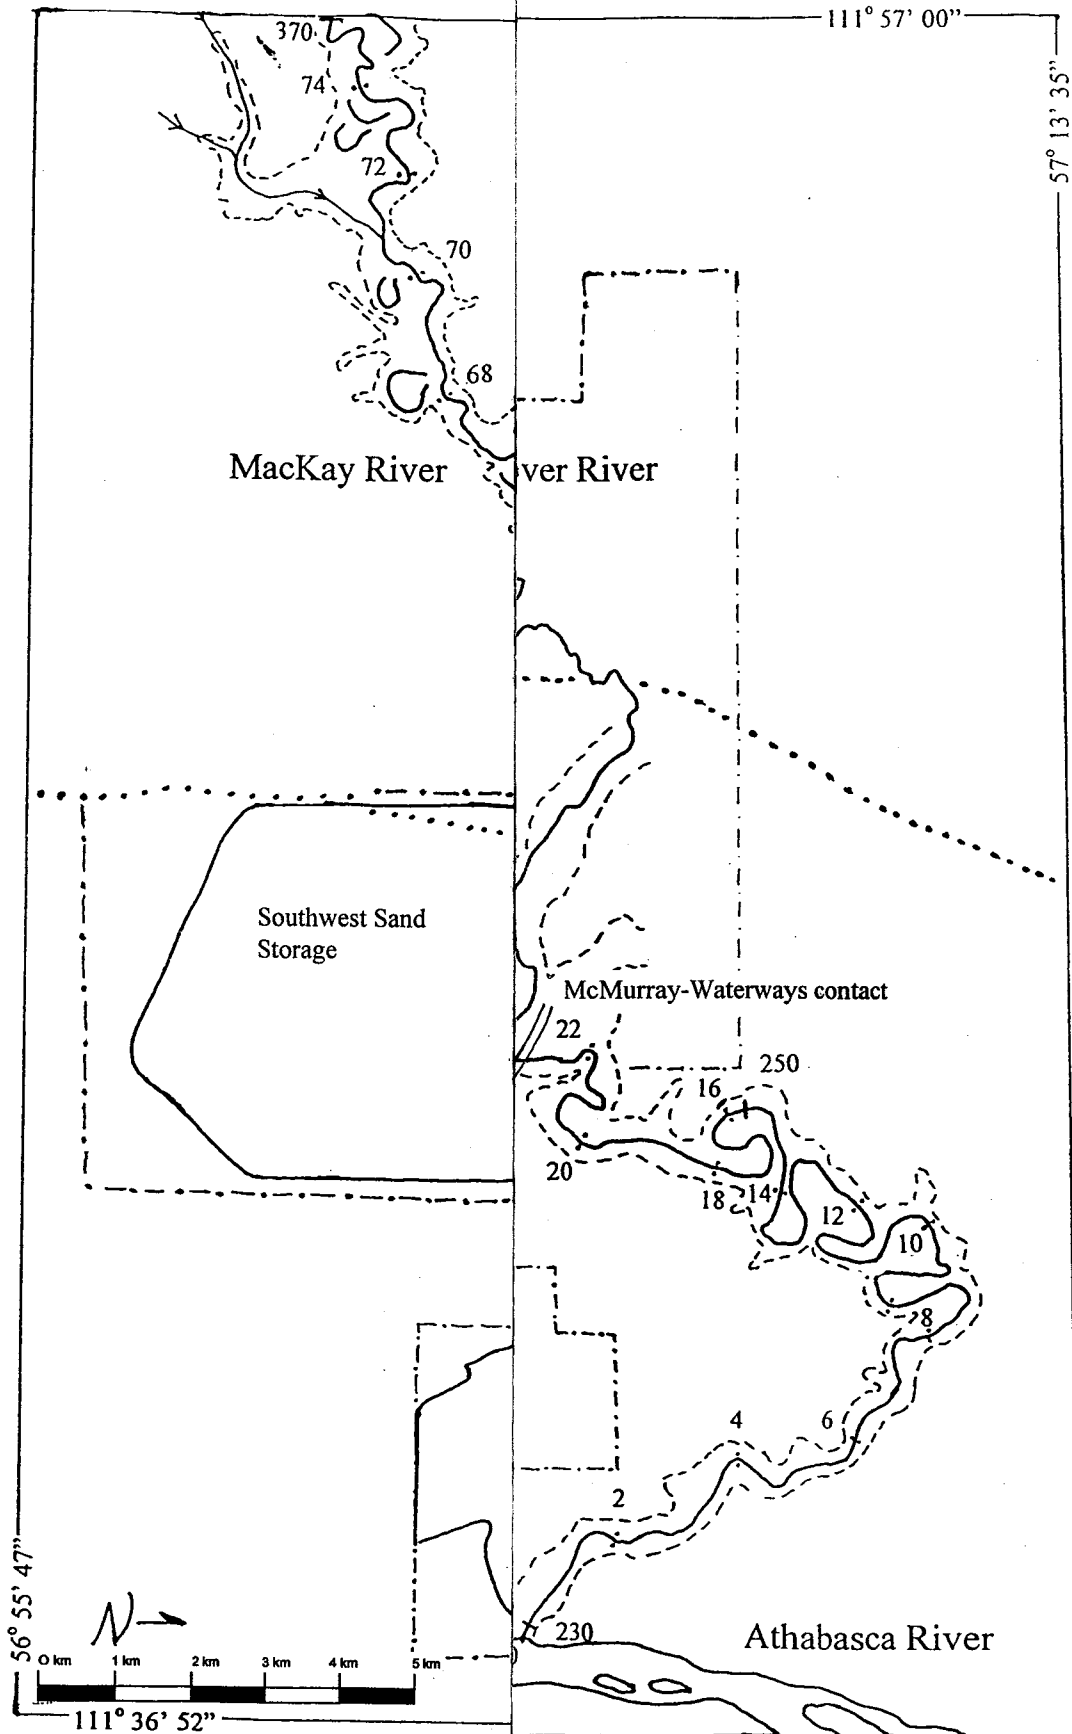 111° 57' 00"
370
74
57° 13' 35"
72
70
68
MacKay River
ver River
Southwest Sand
Storage
McMurray-Waterways contact
22
250
16
20
18
14
12
10
8
4
6
2
56° 55' 47"
N
230
Athabasca River
0 km
1 km
2 km
3 km
4 km
5 km
111° 36' 52"